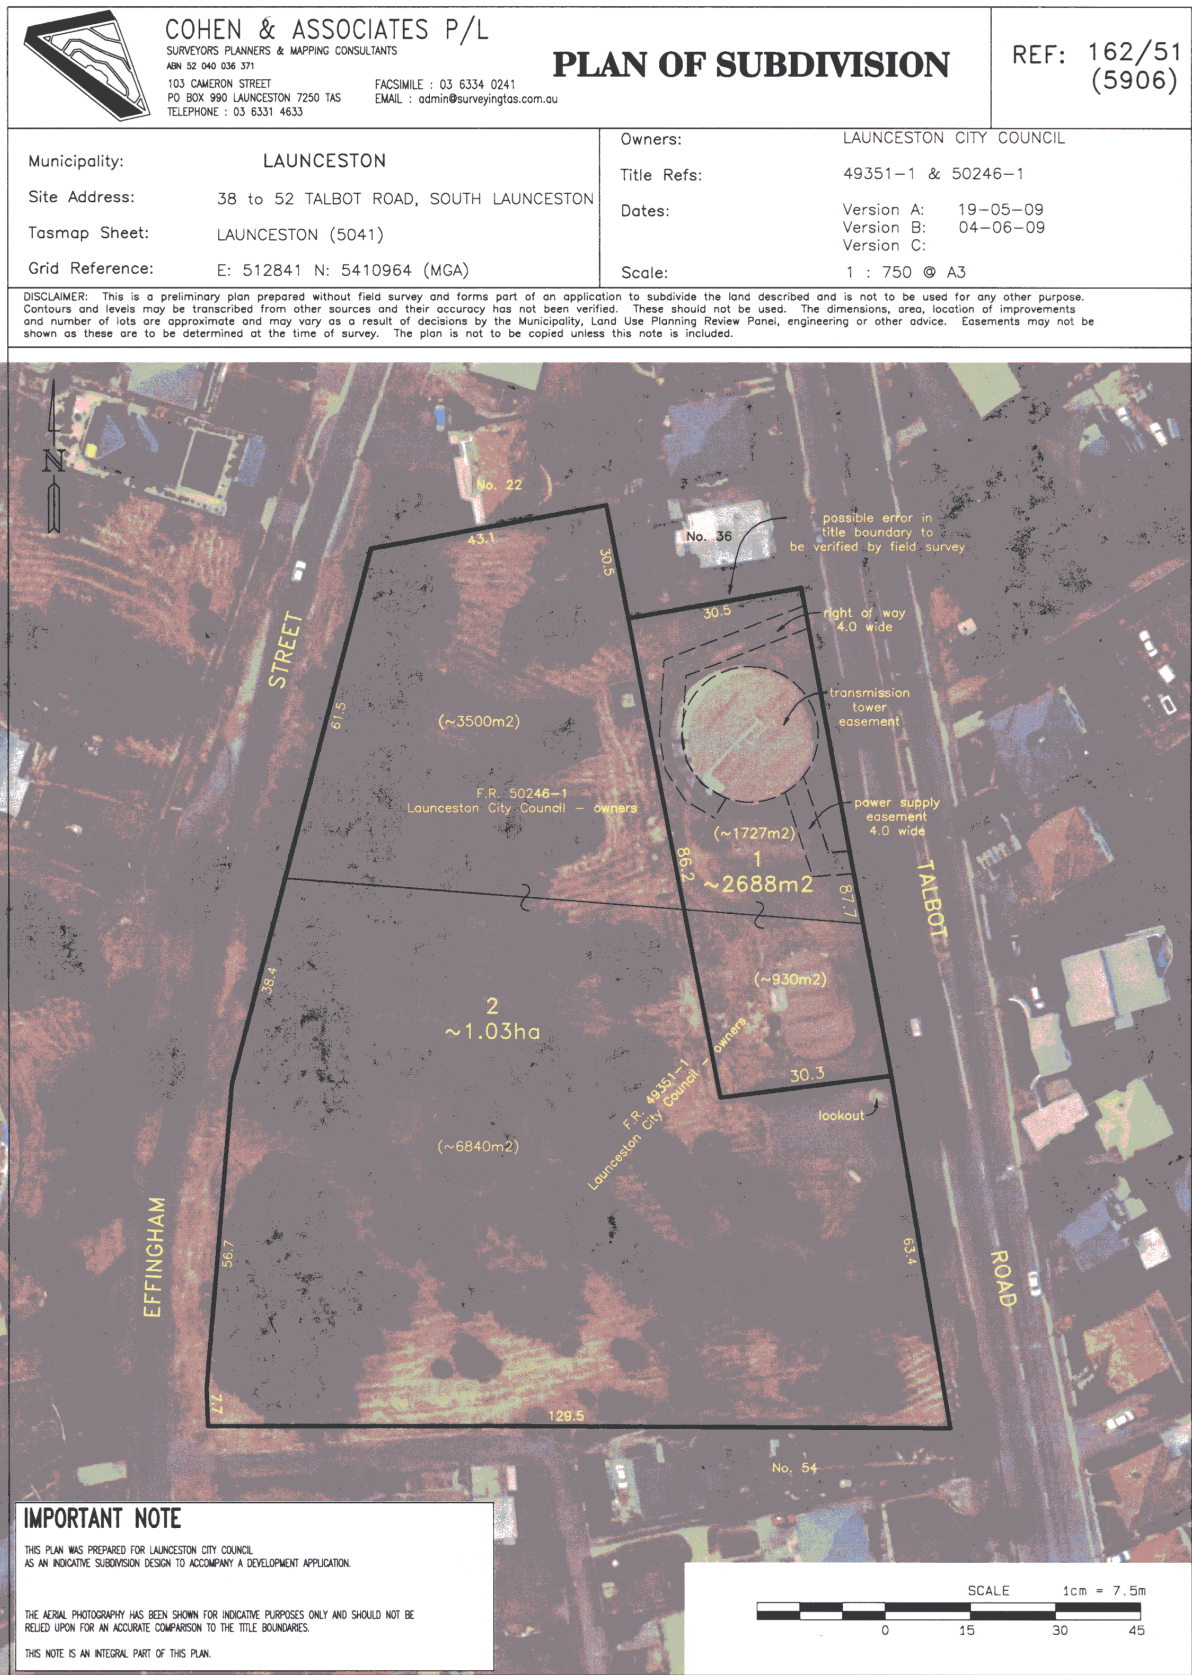 COHEN & ASSOCIATES P/L
SURVEYORS PLANNERS & MAPPING CONSULTANTS
ABN 52 040 036 371
103 CAMERON STREET
PO BOX 990 LAUNCESTON 7250 TAS
TELEPHONE : 03 6331 4633
FACSIMILE : 03 6334 0241
EMAIL : admin@surveyingtas.com.au
PLAN OF SUBDIVISION
REF: 162/51
(5906)
Municipality: LAUNCESTON
Site Address: 38 to 52 TALBOT ROAD, SOUTH LAUNCESTON
Tasmap Sheet: LAUNCESTON (5041)
Grid Reference: E: 512841 N: 5410964 (MGA)
Owners: LAUNCESTON CITY COUNCIL
Title Refs: 49351-1 & 50246-1
Dates: Version A: 19-05-09
Version B: 04-06-09
Version C:
Scale: 1 : 750 @ A3
DISCLAIMER: This is a preliminary plan prepared without field survey and forms part of an application to subdivide the land described and is not to be used for any other purpose.
Contours and levels may be transcribed from other sources and their accuracy has not been verified. These should not be used. The dimensions, area, location of improvements
and number of lots are approximate and may vary as a result of decisions by the Municipality, Land Use Planning Review Panel, engineering or other advice. Easements may not be
shown as these are to be determined at the time of survey. The plan is not to be copied unless this note is included.
N
No. 22
43.1
30.5
No. 36
possible error in
title boundary to
be verified by field survey
30.5
right of way
4.0 wide
STREET
61.5
(~3500m2)
transmission
tower
easement
F.R. 50246-1
Launceston City Council - owners
power supply
easement
4.0 wide
(~1727m2)
1
~2688m2
86.2
87.7
TALBOT
38.4
(~930m2)
2
~1.03ha
F.R. 49351-1
Launceston City Council - owners
30.3
lookout
(~6840m2)
EFFINGHAM
56.7
63.4
ROAD
7.7
129.5
No. 54
IMPORTANT NOTE
THIS PLAN WAS PREPARED FOR LAUNCESTON CITY COUNCIL
AS AN INDICATIVE SUBDIVISION DESIGN TO ACCOMPANY A DEVELOPMENT APPLICATION.
THE AERIAL PHOTOGRAPHY HAS BEEN SHOWN FOR INDICATIVE PURPOSES ONLY AND SHOULD NOT BE
RELIED UPON FOR AN ACCURATE COMPARISON TO THE TITLE BOUNDARIES.
THIS NOTE IS AN INTEGRAL PART OF THIS PLAN.
SCALE 1cm = 7.5m
0 15 30 45